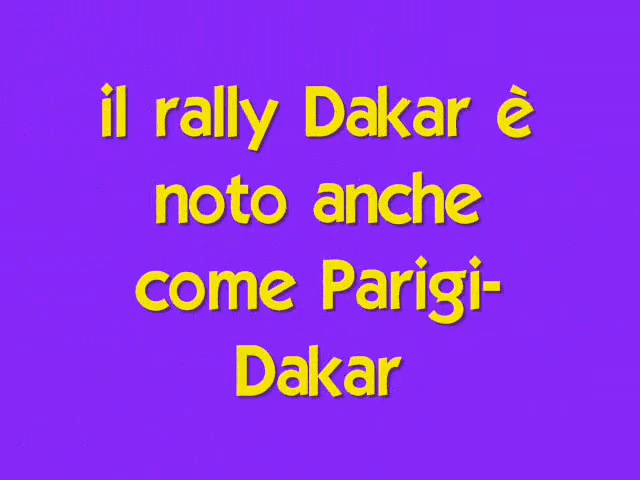 il rally Dakar è
noto anche
come Parigi-
Dakar